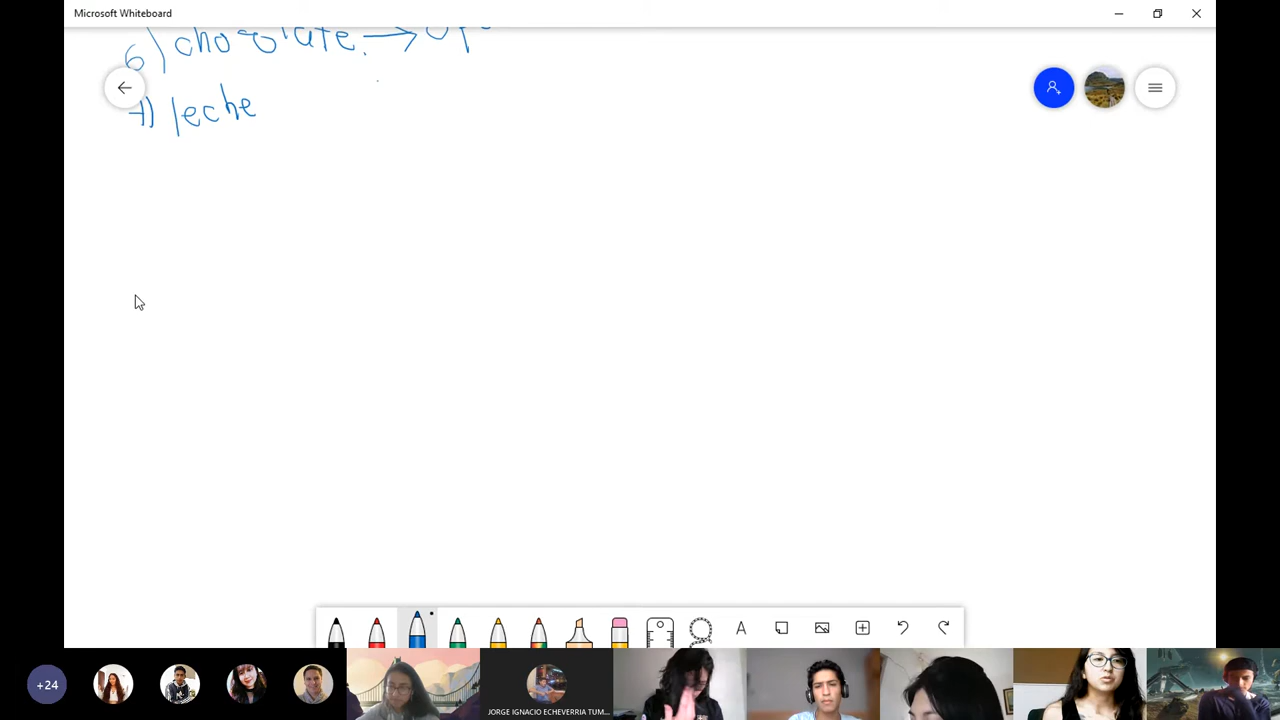 Microsoft Whiteboard
6) chocolate. →
7) leche
A
+24
JORGE IGNACIO ECHEVERRIA TUM...